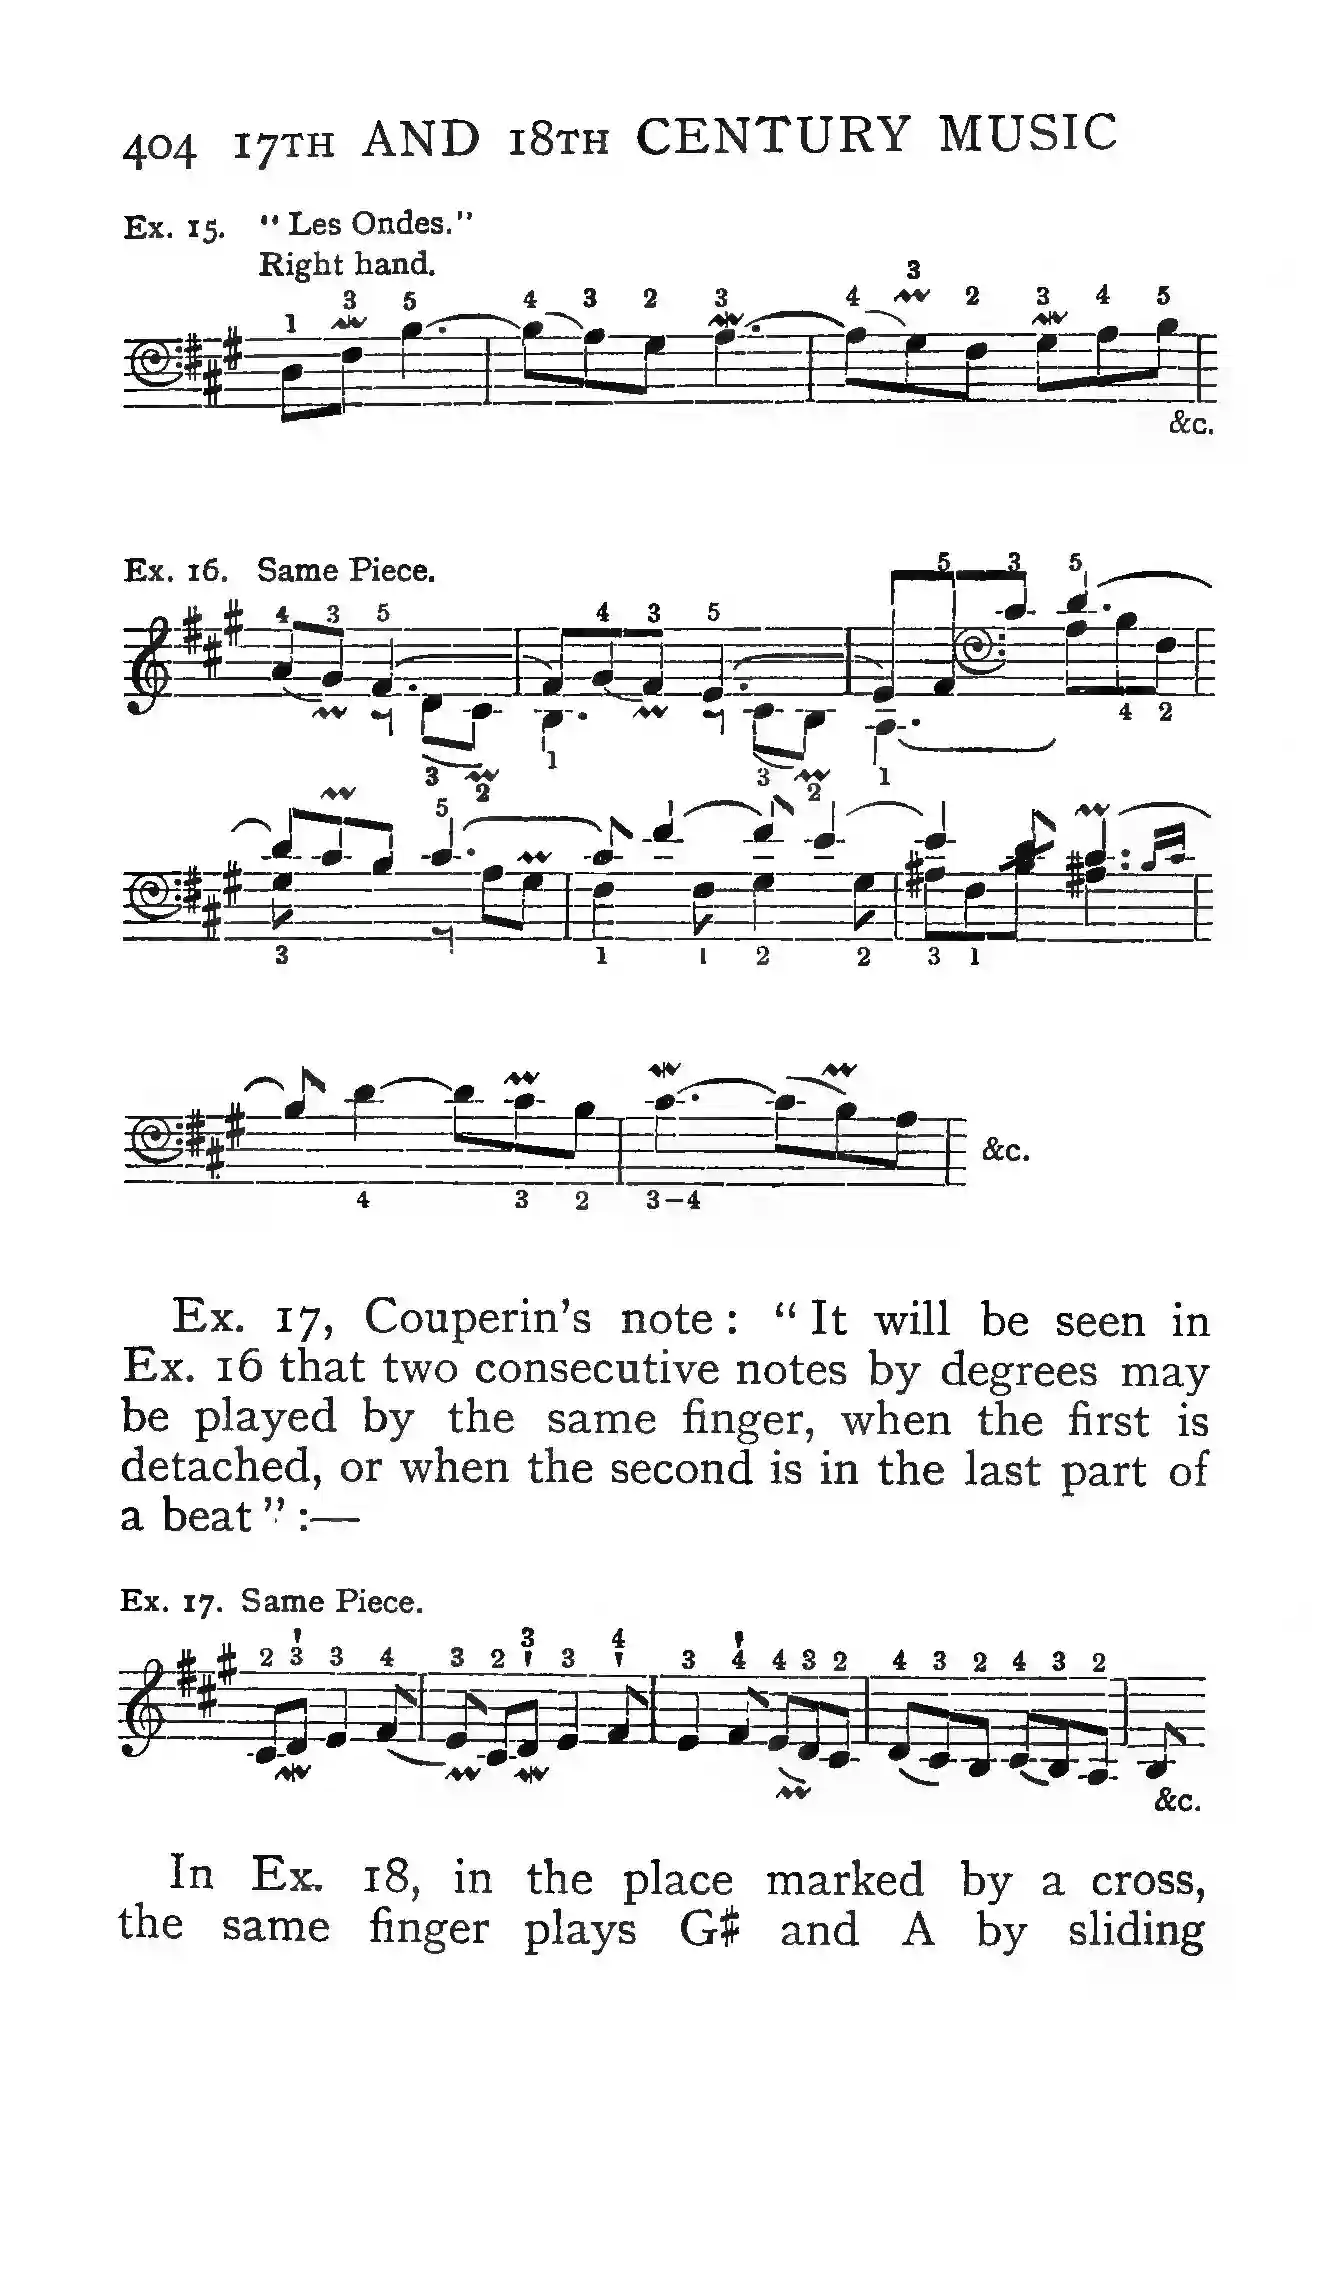 404 17TH AND 18TH CENTURY MUSIC
Ex. 15. “ Les Ondes.”
Right hand.
3
1 3 5 4 3 2 3 4 2 3 4 5
&c.
Ex. 16. Same Piece.
5 3 5
4 3 5 4 3 5
4 2
1
3 2 3 2 1
5
3 1 1 2 2 3 1
&c.
4 3 2 3–4
Ex. 17, Couperin’s note : “ It will be seen in
Ex. 16 that two consecutive notes by degrees may
be played by the same finger, when the first is
detached, or when the second is in the last part of
a beat ” :—
Ex. 17. Same Piece.
3 4
2 3 3 4 3 2 3 3 4 4 3 2 4 3 2 4 3 2
&c.
In Ex. 18, in the place marked by a cross,
the same finger plays G♯ and A by sliding